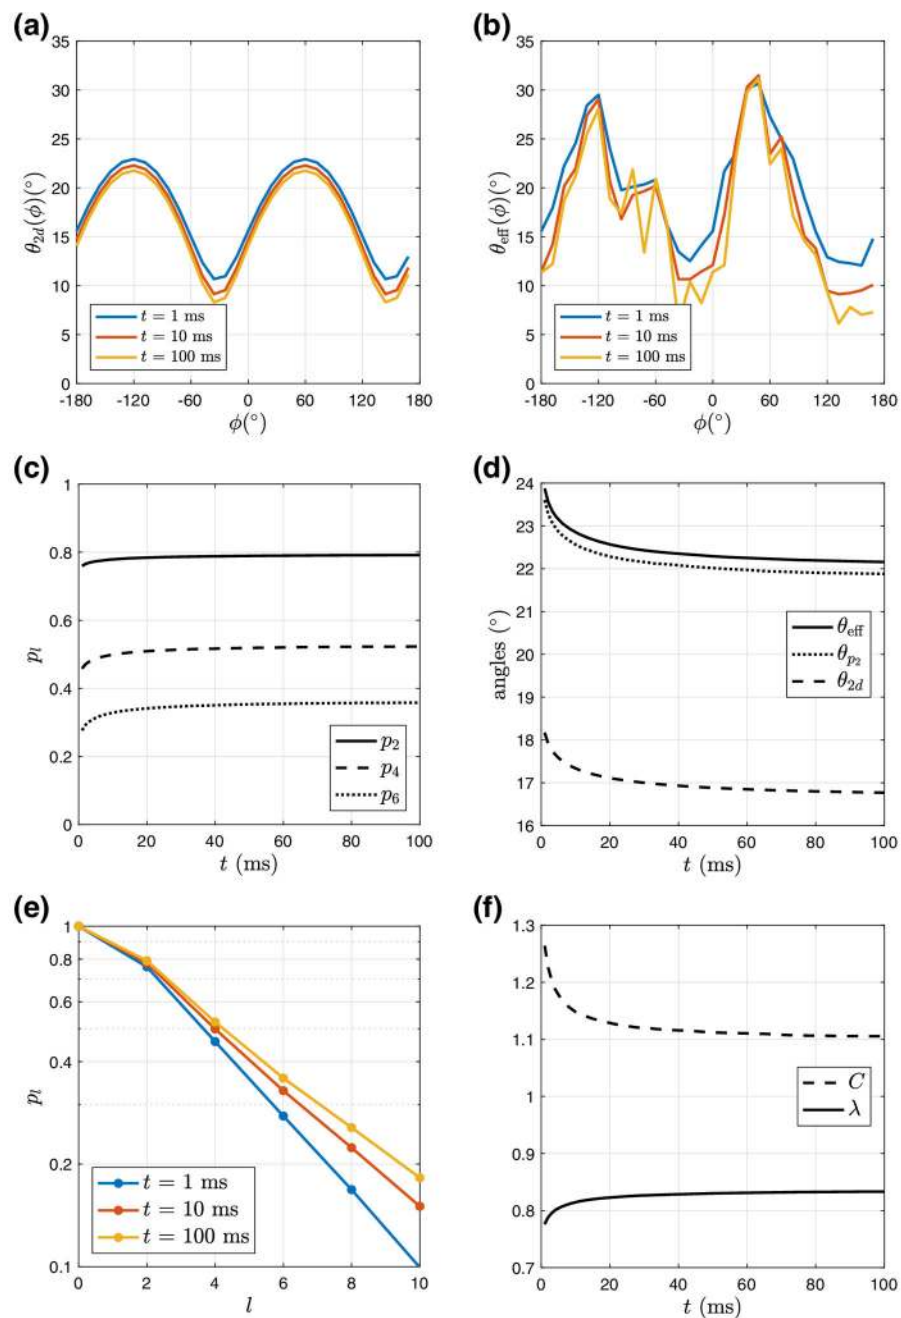 (a)
35
30
25
20
15
10
5
0
θ2d(ϕ)(°)
t = 1 ms
t = 10 ms
t = 100 ms
-180 -120 -60 0 60 120 180
ϕ(°)
(b)
35
30
25
20
15
10
5
0
θeff(ϕ)(°)
t = 1 ms
t = 10 ms
t = 100 ms
-180 -120 -60 0 60 120 180
ϕ(°)
(c)
1
0.8
0.6
0.4
0.2
0
pl
p2
p4
p6
0 20 40 60 80 100
t (ms)
(d)
24
23
22
21
20
19
18
17
16
angles (°)
θeff
θp2
θ2d
0 20 40 60 80 100
t (ms)
(e)
1
0.8
0.6
0.4
0.2
0.1
pl
t = 1 ms
t = 10 ms
t = 100 ms
0 2 4 6 8 10
l
(f)
1.3
1.2
1.1
1
0.9
0.8
0.7
C
λ
0 20 40 60 80 100
t (ms)